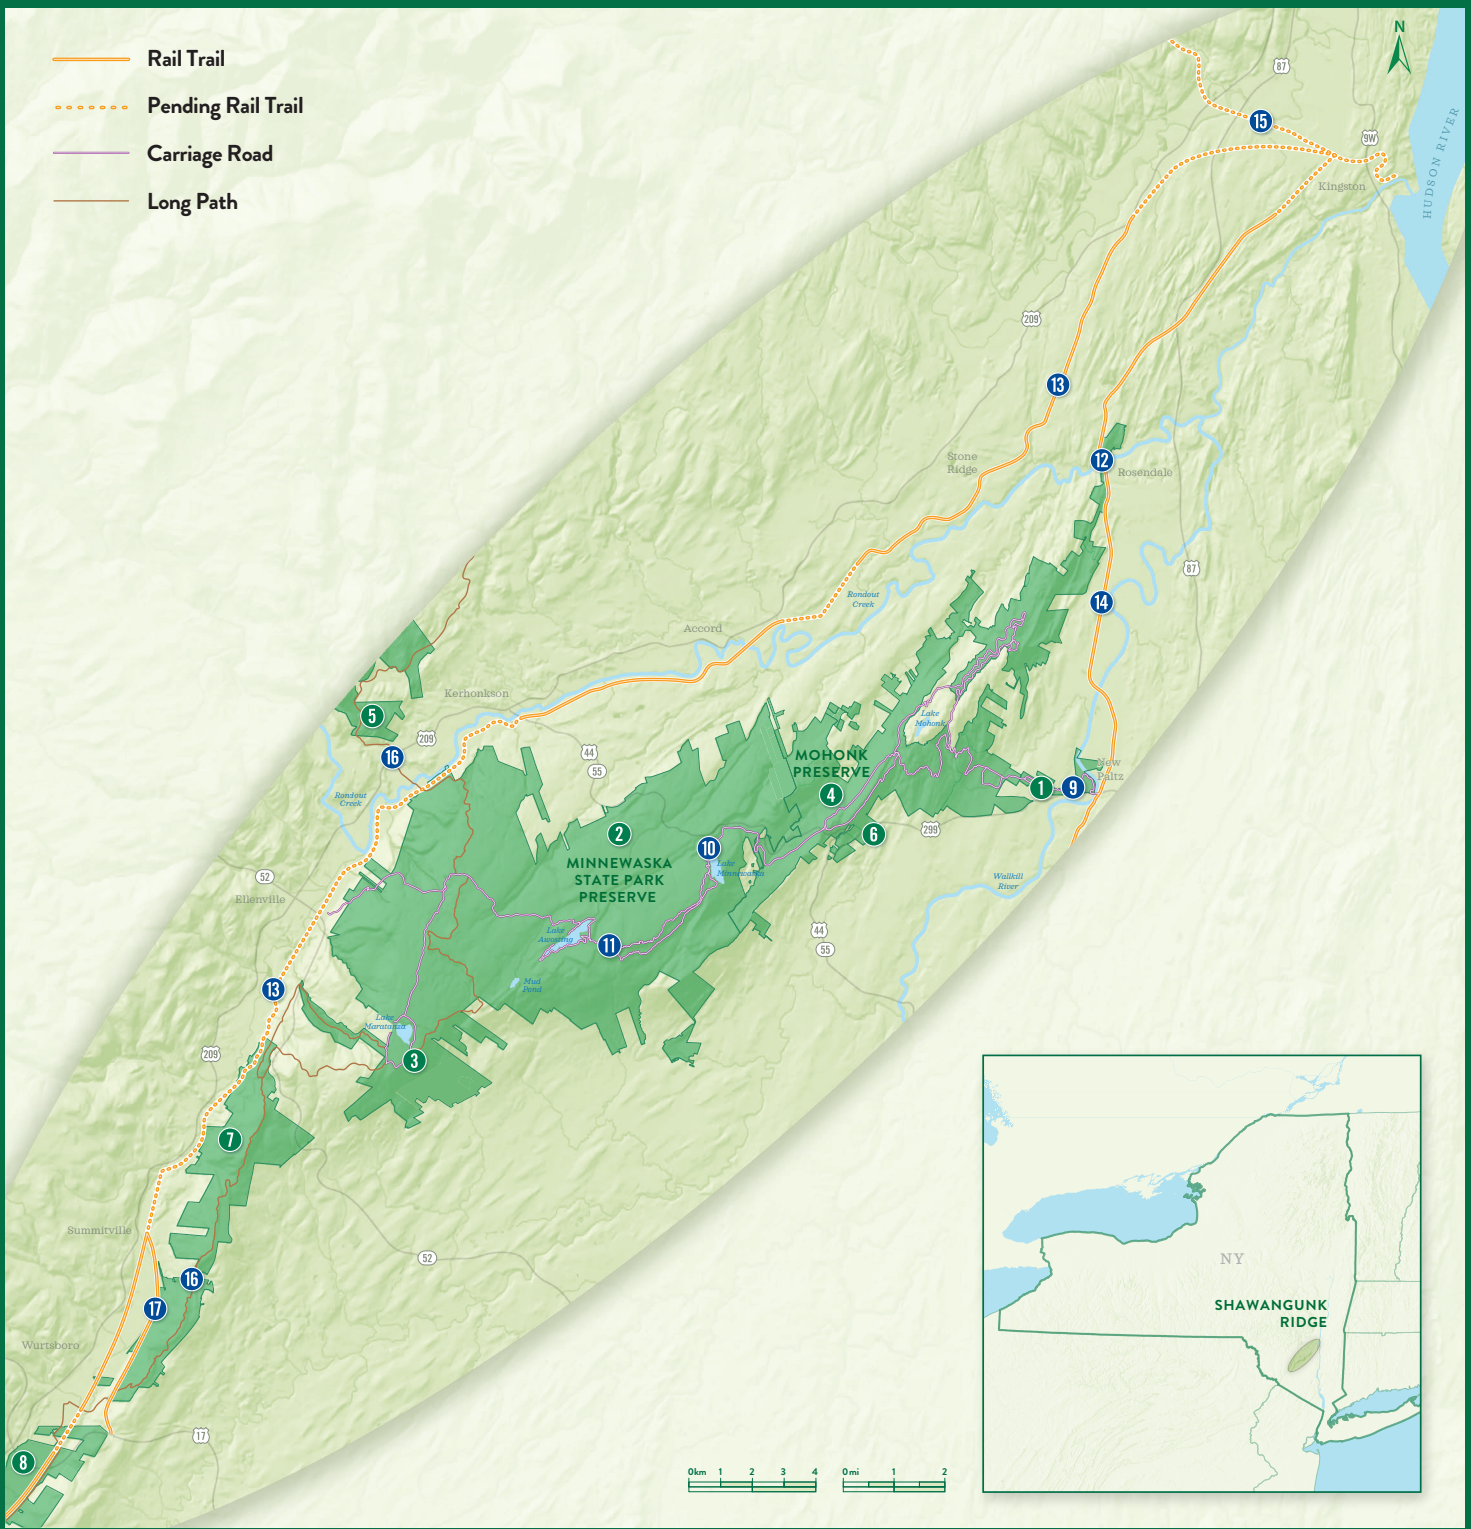 Rail Trail
Pending Rail Trail
Carriage Road
Long Path
N
87
15
9W
HUDSON RIVER
Kingston
209
13
Stone
Ridge
12
Rosendale
87
14
Rondout
Creek
Accord
Kerhonkson
5
209
16
44
55
Rondout
Creek
Lake
Mohonk
MOHONK
PRESERVE
4
New
Paltz
1
9
6
299
2
10
MINNEWASKA
STATE PARK
PRESERVE
Lake
Minnewaska
52
Ellenville
Wallkill
River
44
55
Lake
Awosting
11
Mud
Pond
13
Lake
Maratanza
3
209
7
Summitville
52
16
17
Wurtsboro
17
8
NY
SHAWANGUNK
RIDGE
0km 1 2 3 4
0mi 1 2